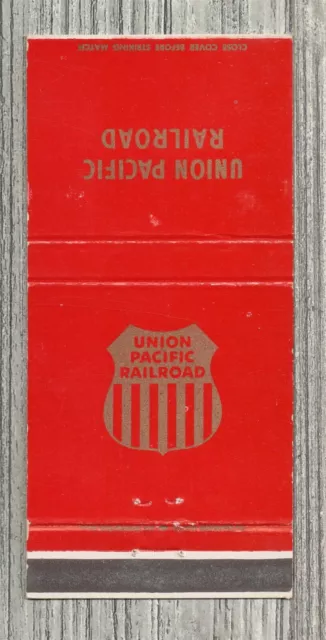 CLOSE COVER BEFORE STRIKING MATCH
UNION PACIFIC
RAILROAD
UNION
PACIFIC
RAILROAD